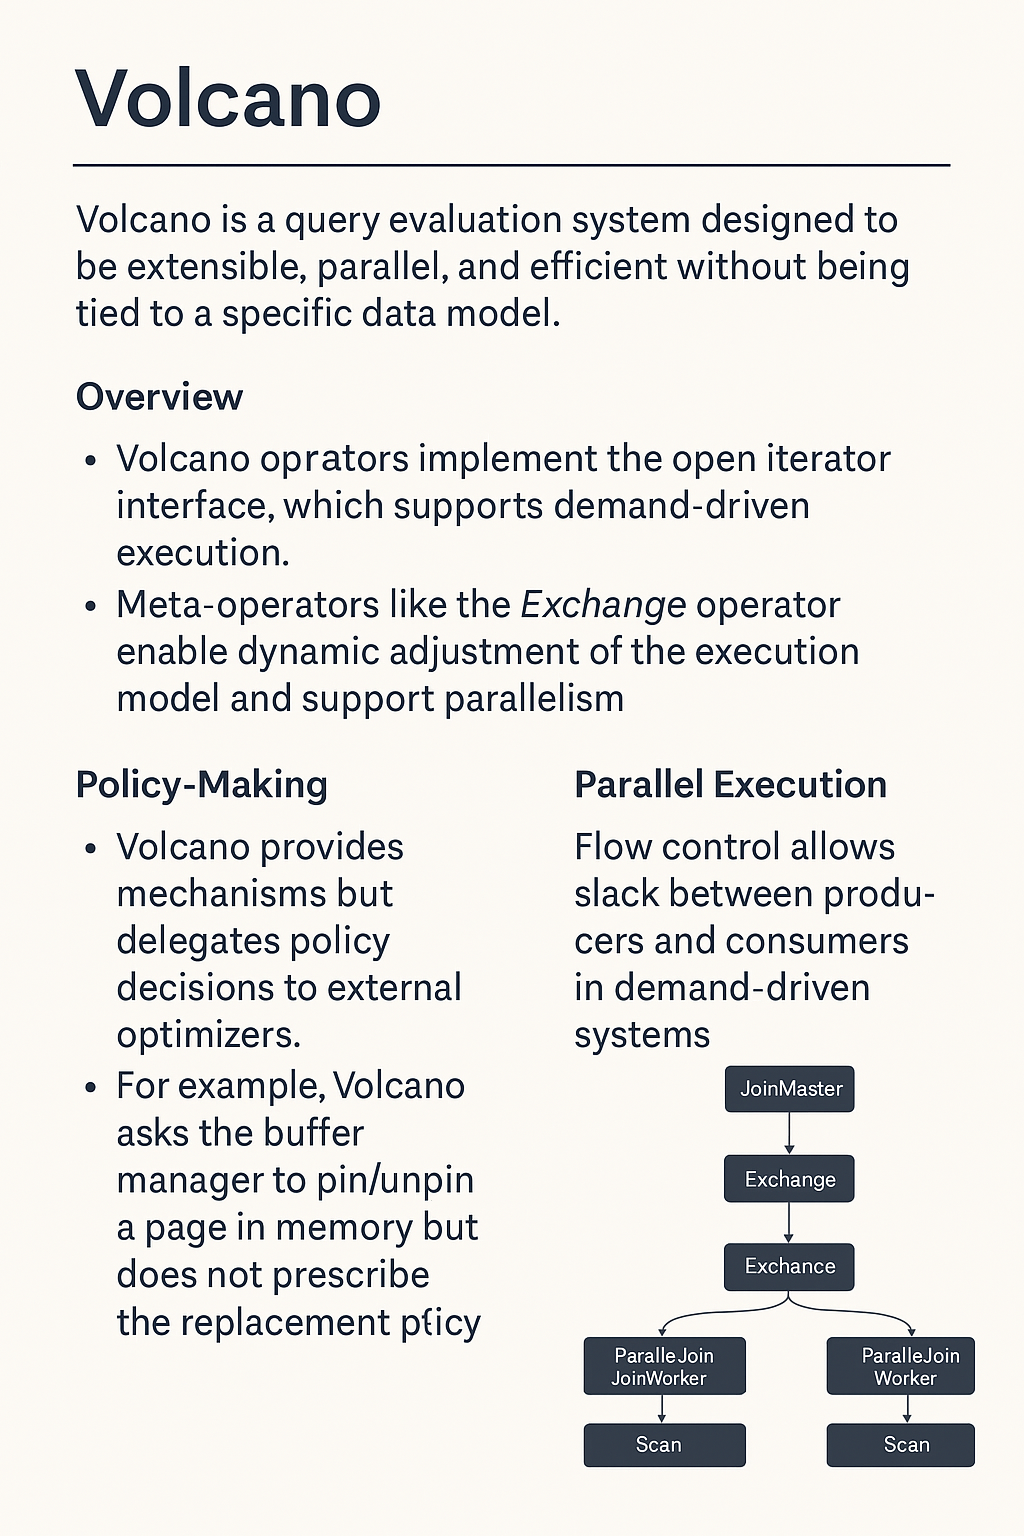 Volcano
Volcano is a query evaluation system designed to
be extensible, parallel, and efficient without being
tied to a specific data model.
Overview
• Volcano oprators implement the open iterator
interface, which supports demand-driven
execution.
• Meta-operators like the Exchange operator
enable dynamic adjustment of the execution
model and support parallelism
Policy-Making
• Volcano provides
mechanisms but
delegates policy
decisions to external
optimizers.
• For example, Volcano
asks the buffer
manager to pin/unpin
a page in memory but
does not prescribe
the replacement
Parallel Execution
Flow control allows
slack between produ-
cers and consumers
in demand-driven
systems
JoinMaster
Exchange
Exchance
ParalleJoin
JoinWorker
ParalleJoin
Worker
Scan
Scan